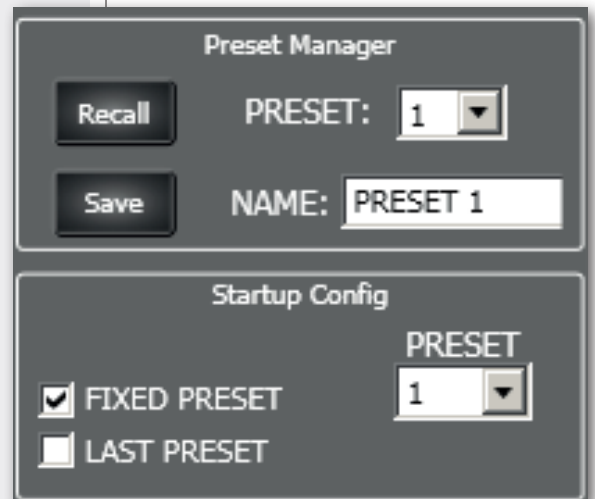 Preset Manager
Recall PRESET: 1
Save NAME: PRESET 1
Startup Config
PRESET
FIXED PRESET 1
LAST PRESET